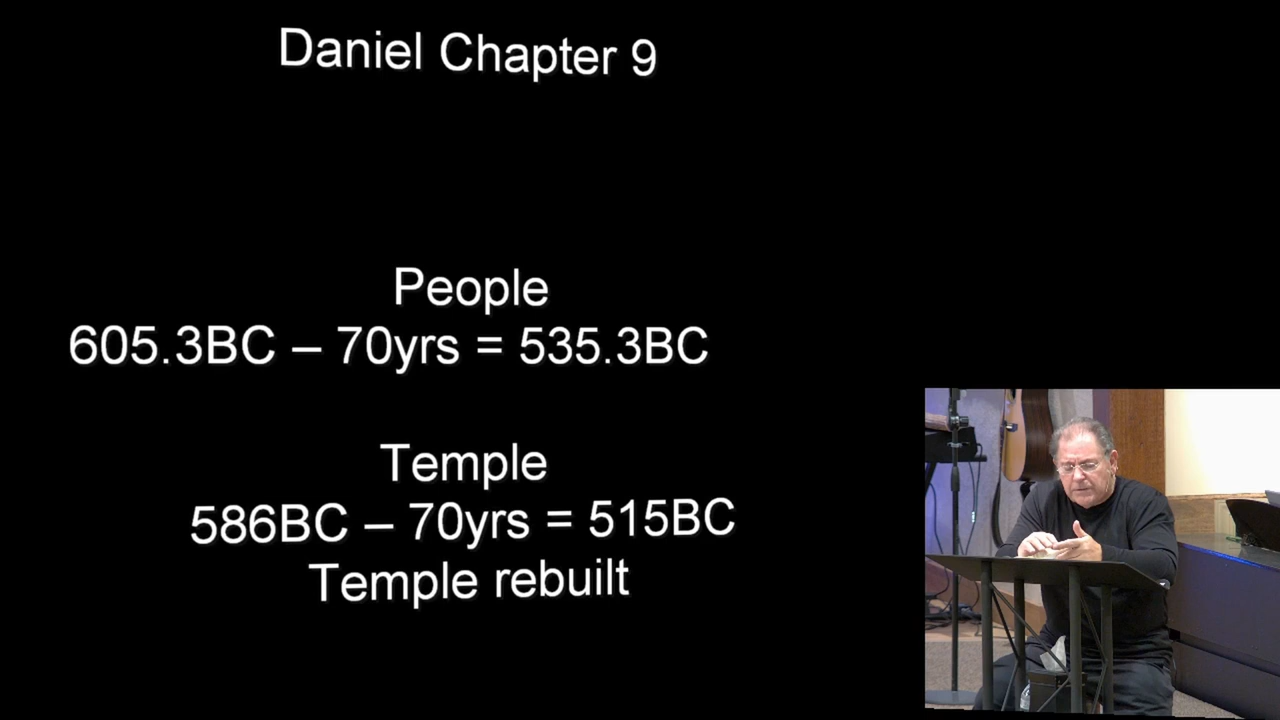 Daniel Chapter 9
People
605.3BC – 70yrs = 535.3BC
Temple
586BC – 70yrs = 515BC
Temple rebuilt